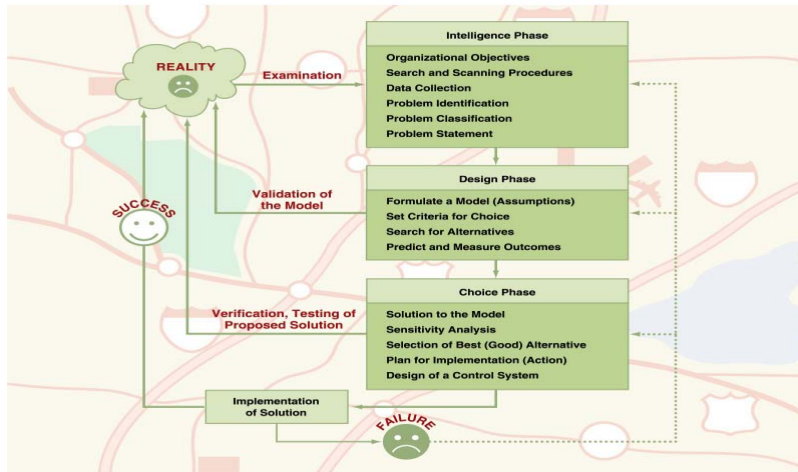 Intelligence Phase
REALITY
Examination
Organizational Objectives
Search and Scanning Procedures
Data Collection
Problem Identification
Problem Classification
Problem Statement
Design Phase
Validation of
the Model
Formulate a Model (Assumptions)
Set Criteria for Choice
Search for Alternatives
Predict and Measure Outcomes
SUCCESS
Choice Phase
Verification, Testing of
Proposed Solution
Solution to the Model
Sensitivity Analysis
Selection of Best (Good) Alternative
Plan for Implementation (Action)
Design of a Control System
Implementation
of Solution
FAILURE